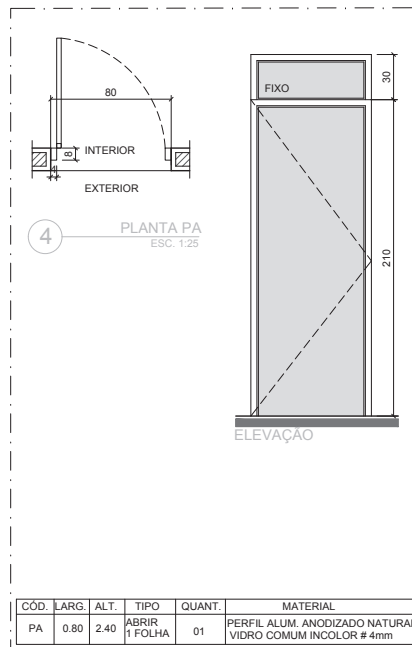 80
INTERIOR
8
4
EXTERIOR
4
PLANTA PA
ESC. 1:25
FIXO
30
210
ELEVAÇÃO
CÓD. LARG. ALT. TIPO QUANT. MATERIAL
PA 0.80 2.40 ABRIR 1 FOLHA 01 PERFIL ALUM. ANODIZADO NATURAL
VIDRO COMUM INCOLOR # 4mm